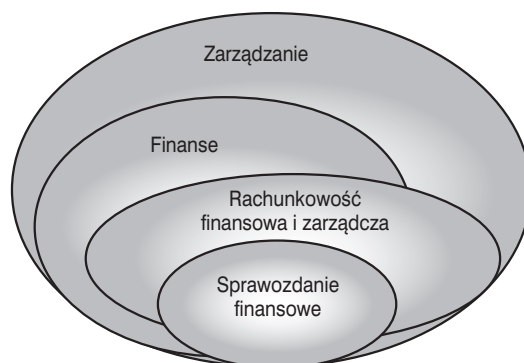 Zarządzanie
Finanse
Rachunkowość
finansowa i zarządcza
Sprawozdanie
finansowe